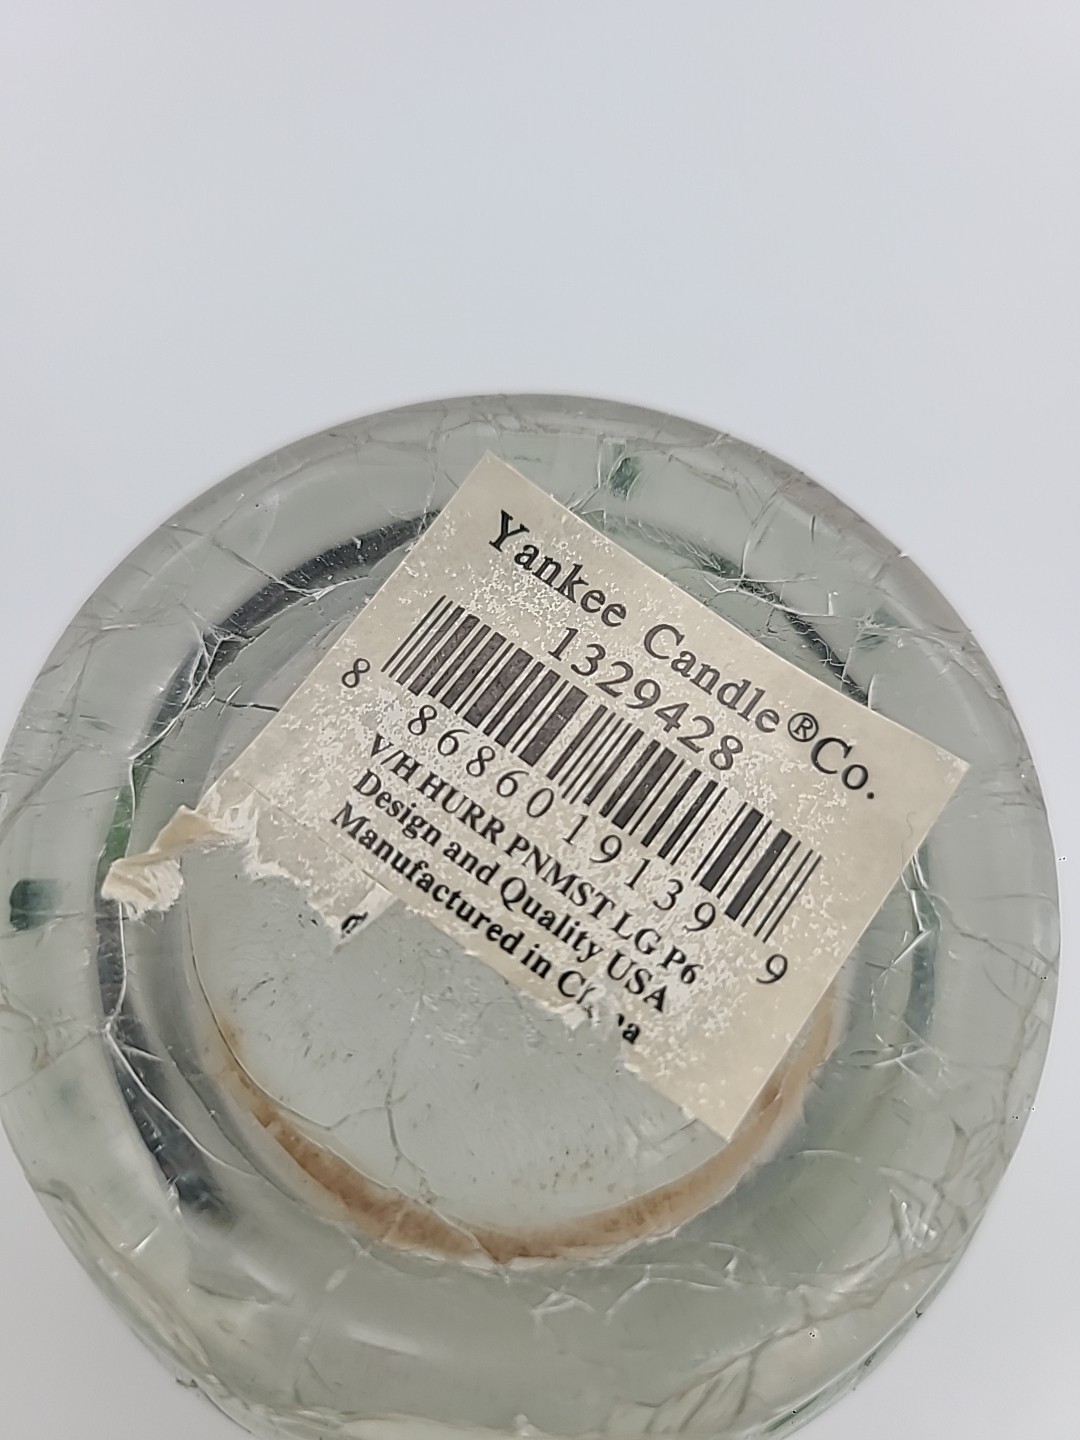 Yankee Candle®Co.
1329428
8 86860 19139 9
V/H HURR PNMST LG P6
Design and Quality USA
Manufactured in